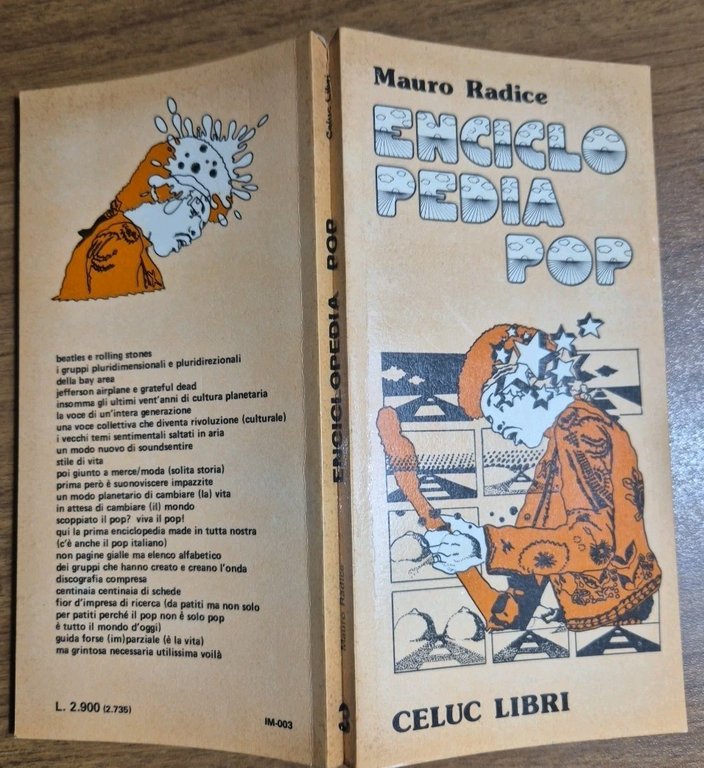 Mauro Radice
ENCICLO
PEDIA
POP
CELUC LIBRI
Celuc Libri
ENCICLOPEDIA POP
Mauro Radice
3
beatles e rolling stones
i gruppi pluridimensionali e pluridirezionali
della bay area
jefferson airplane e grateful dead
insomma gli ultimi vent'anni di cultura planetaria
la voce di un'intera generazione
una voce collettiva che diventa rivoluzione (culturale)
i vecchi temi sentimentali saltati in aria
un modo nuovo di soundsentire
stile di vita
poi giunto a merce/moda (solita storia)
prima però è suonoviscere impazzite
un modo planetario di cambiare (la) vita
in attesa di cambiare (il) mondo
scoppiato il pop? viva il pop!
qui la prima enciclopedia made in tutta nostra
(c'è anche il pop italiano)
non pagine gialle ma elenco alfabetico
dei gruppi che hanno creato e creano l'onda
discografia compresa
centinaia centinaia di schede
fior d'impresa di ricerca (da patiti ma non solo
per patiti perché il pop non è solo pop
è tutto il mondo d'oggi)
guida forse (im)parziale (è la vita)
ma grintosa necessaria utilissima voilà
L. 2.900 (2.735)
IM-003